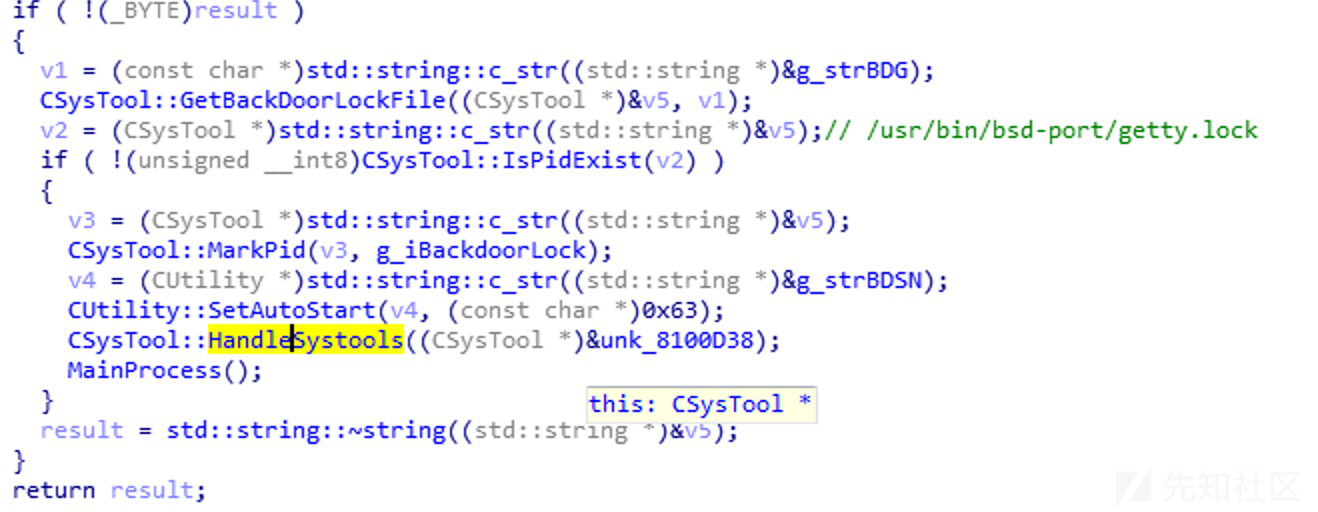 if ( !(_BYTE)result )
{
v1 = (const char *)std::string::c_str((std::string *)&g_strBDG);
CSysTool::GetBackDoorLockFile((CSysTool *)&v5, v1);
v2 = (CSysTool *)std::string::c_str((std::string *)&v5);// /usr/bin/bsd-port/getty.lock
if ( !(unsigned __int8)CSysTool::IsPidExist(v2) )
{
v3 = (CSysTool *)std::string::c_str((std::string *)&v5);
CSysTool::MarkPid(v3, g_iBackdoorLock);
v4 = (CUtility *)std::string::c_str((std::string *)&g_strBDSN);
CUtility::SetAutoStart(v4, (const char *)0x63);
CSysTool::HandleSystools((CSysTool *)&unk_8100D38);
MainProcess();
}
this: CSysTool *
result = std::string::~string((std::string *)&v5);
}
return result;
先知社区